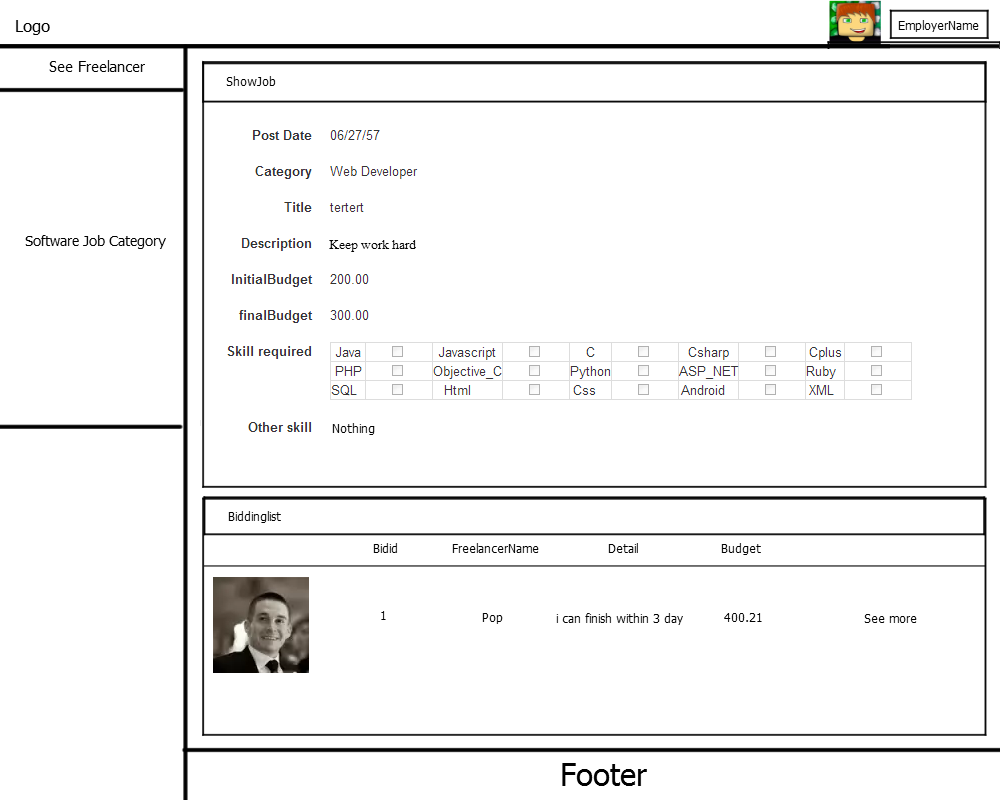 Logo
EmployerName
See Freelancer
Software Job Category
ShowJob
Post Date 06/27/57
Category Web Developer
Title tertert
Description Keep work hard
InitialBudget 200.00
finalBudget 300.00
Skill required Java Javascript C Csharp Cplus
PHP Objective_C Python ASP_NET Ruby
SQL Html Css Android XML
Other skill Nothing
Biddinglist
Bidid FreelancerName Detail Budget
1 Pop i can finish within 3 day 400.21 See more
Footer